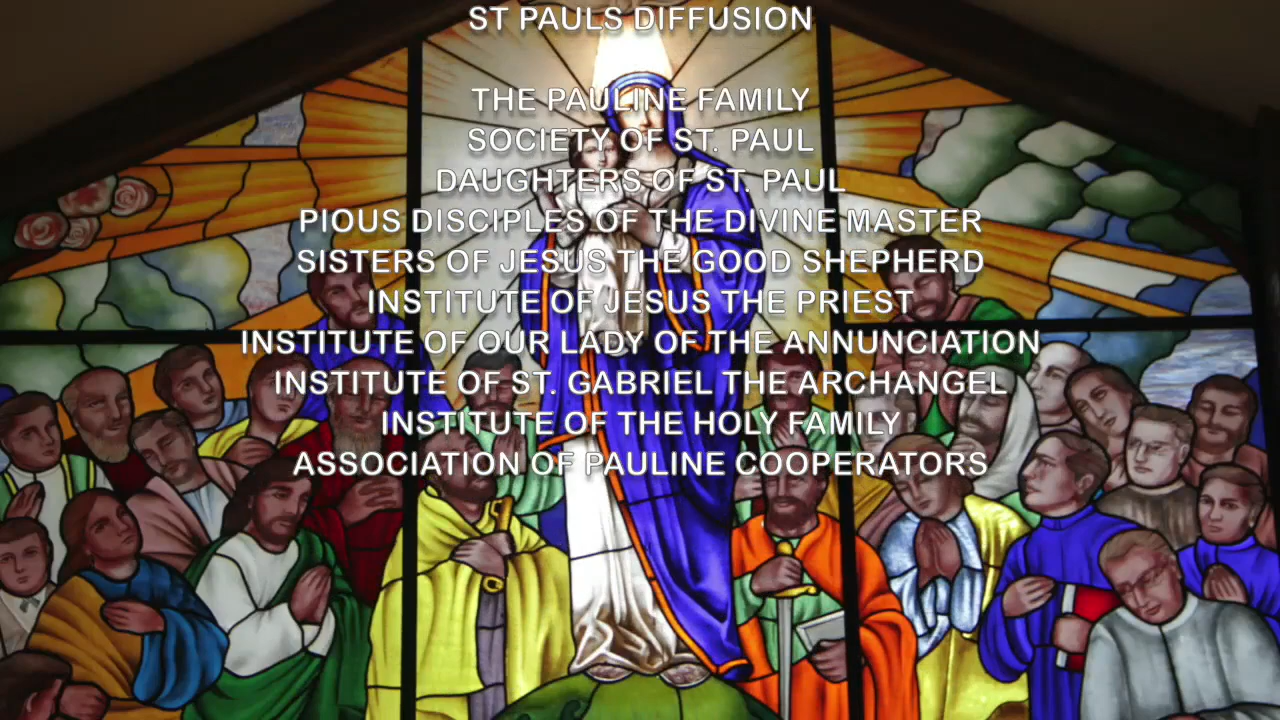 ST PAULS DIFFUSION
THE PAULINE FAMILY
SOCIETY OF ST. PAUL
DAUGHTERS OF ST. PAUL
PIOUS DISCIPLES OF THE DIVINE MASTER
SISTERS OF JESUS THE GOOD SHEPHERD
INSTITUTE OF JESUS THE PRIEST
INSTITUTE OF OUR LADY OF THE ANNUNCIATION
INSTITUTE OF ST. GABRIEL THE ARCHANGEL
INSTITUTE OF THE HOLY FAMILY
ASSOCIATION OF PAULINE COOPERATORS